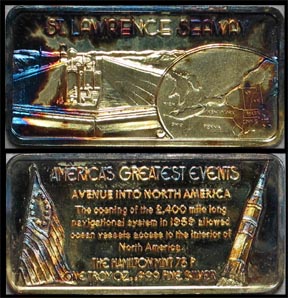 ST. LAWRENCE SEAWAY
AMERICA'S GREATEST EVENTS
AVENUE INTO NORTH AMERICA
The opening of the 2,400 mile long
navigational system in 1959 allowed
ocean vessels access to the interior of
North America.
THE HAMILTON MINT 73 P
ONE TROY OZ. .999 FINE SILVER